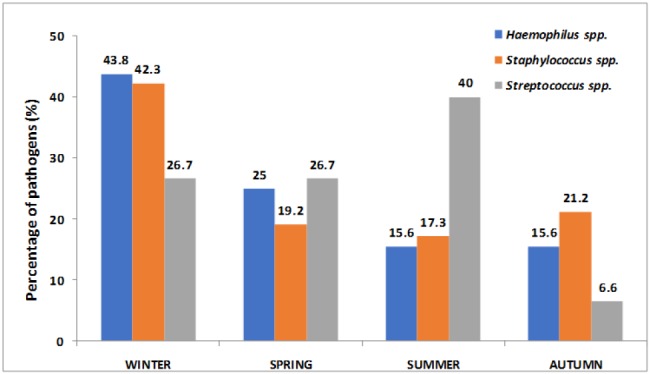 Percentage of pathogens (%)
50
40
30
20
10
0
Haemophilus spp.
Staphylococcus spp.
Streptococcus spp.
43.8
42.3
26.7
25
19.2
26.7
15.6
17.3
40
15.6
21.2
6.6
WINTER
SPRING
SUMMER
AUTUMN